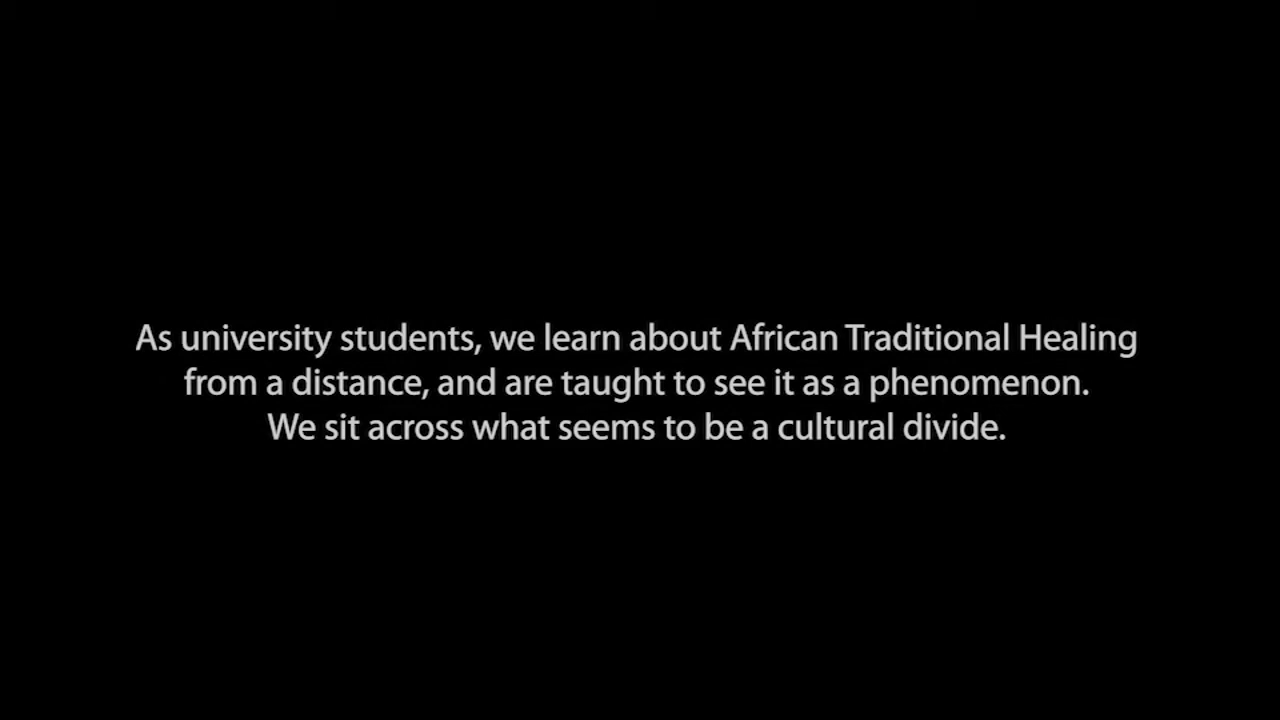 As university students, we learn about African Traditional Healing
from a distance, and are taught to see it as a phenomenon.
We sit across what seems to be a cultural divide.